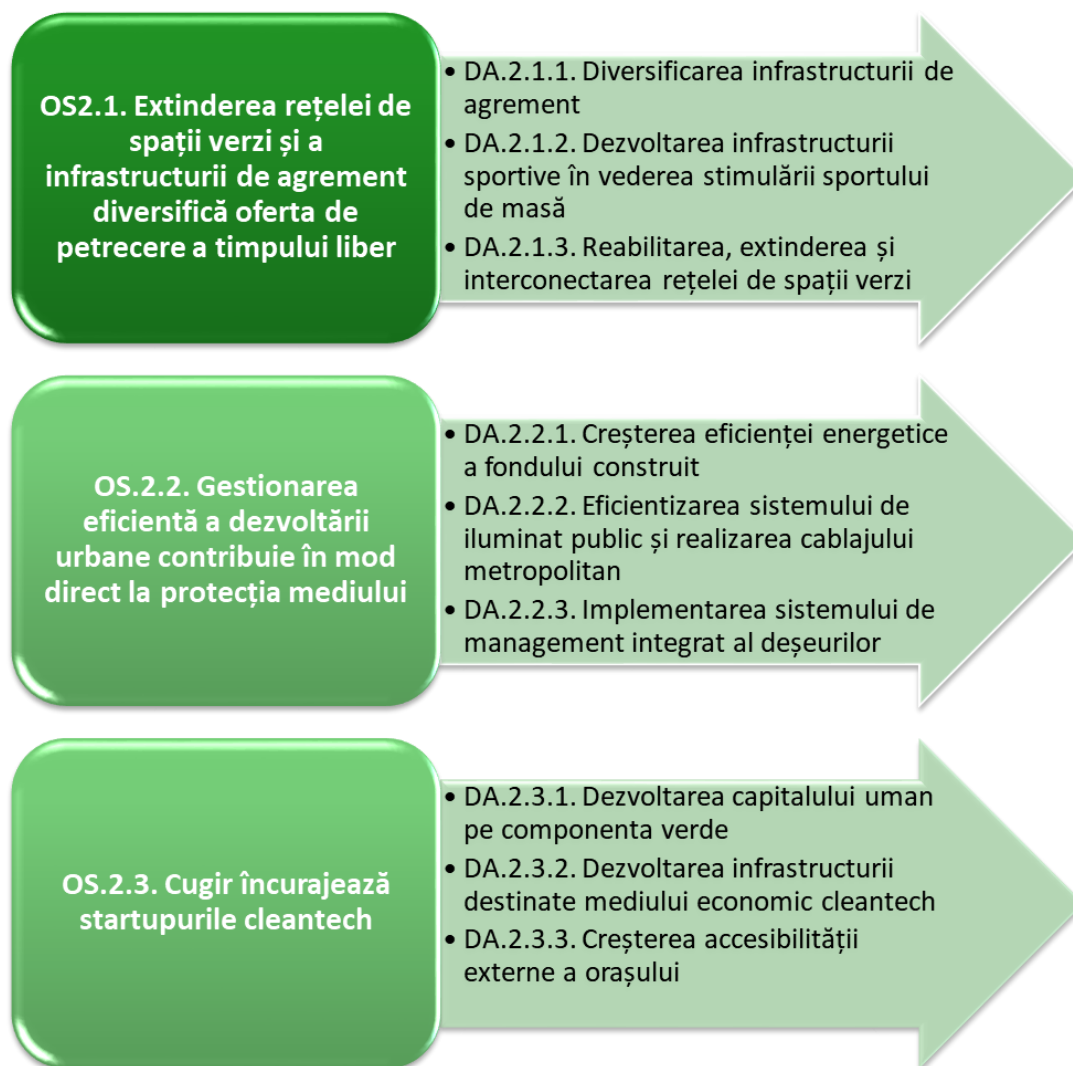 OS2.1. Extinderea rețelei de
spații verzi și a
infrastructurii de agrement
diversifică oferta de
petrecere a timpului liber
• DA.2.1.1. Diversificarea infrastructurii de
agrement
• DA.2.1.2. Dezvoltarea infrastructurii
sportive în vederea stimulării sportului
de masă
• DA.2.1.3. Reabilitarea, extinderea și
interconectarea rețelei de spații verzi
OS.2.2. Gestionarea
eficientă a dezvoltării
urbane contribuie în mod
direct la protecția mediului
• DA.2.2.1. Creșterea eficienței energetice
a fondului construit
• DA.2.2.2. Eficientizarea sistemului de
iluminat public și realizarea cablajului
metropolitan
• DA.2.2.3. Implementarea sistemului de
management integrat al deșeurilor
OS.2.3. Cugir încurajează
startupurile cleantech
• DA.2.3.1. Dezvoltarea capitalului uman
pe componenta verde
• DA.2.3.2. Dezvoltarea infrastructurii
destinate mediului economic cleantech
• DA.2.3.3. Creșterea accesibilității
externe a orașului